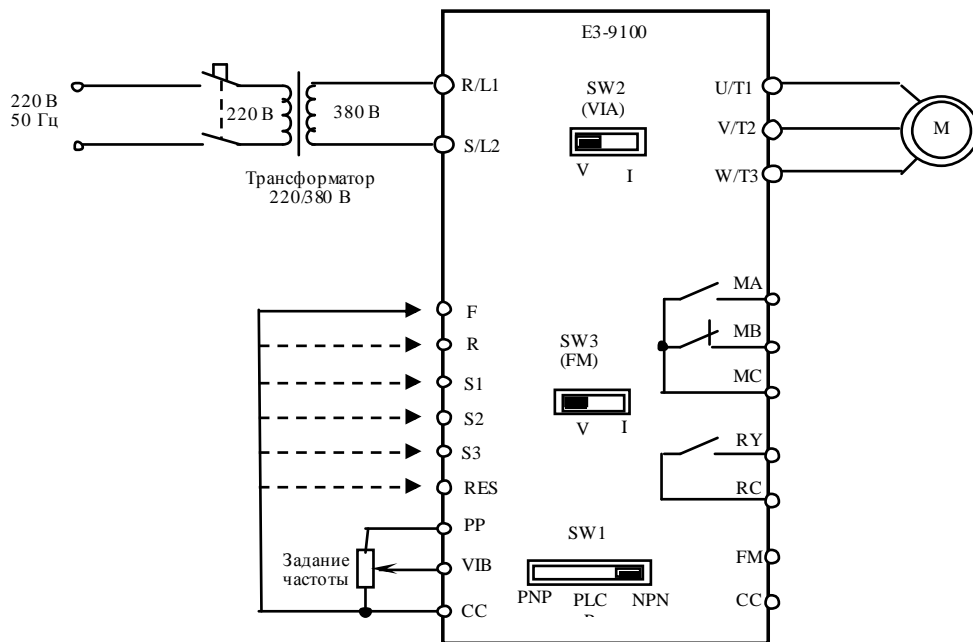 E3-9100
220 В
50 Гц
220 В
380 В
Трансформатор
220/380 В
R/L1
S/L2
SW2
(VIA)
V I
U/T1
V/T2
W/T3
M
F
R
S1
S2
S3
RES
PP
VIB
CC
Задание
частоты
SW3
(FM)
V I
SW1
PNP PLC NPN
MA
MB
MC
RY
RC
FM
CC